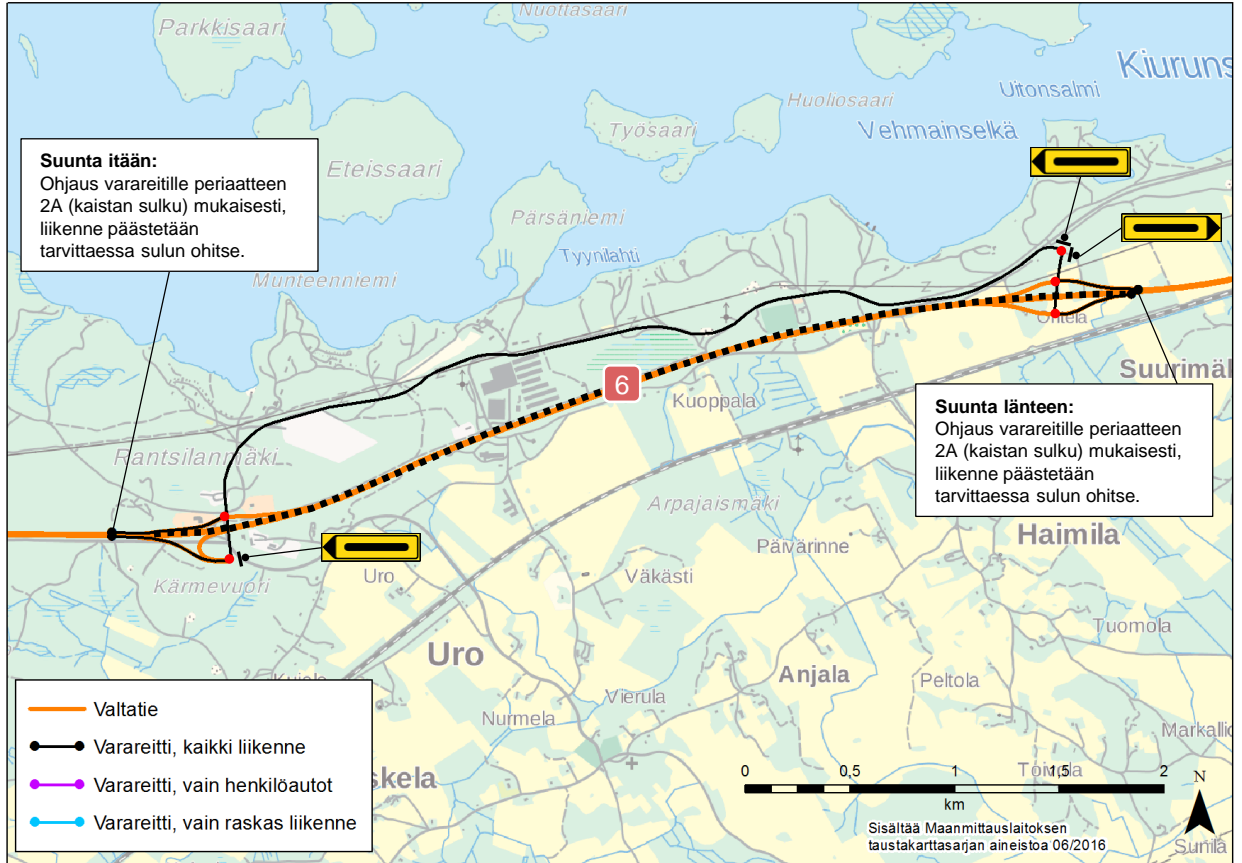 Nuottasaari
Parkkisaari
Kiuruns
Uitonsalmi
Huoliosaari
Vehmainselkä
Työsaari
Suunta itään:
Ohjaus varareitille periaatteen
2A (kaistan sulku) mukaisesti,
liikenne päästetään
tarvittaessa sulun ohitse.
Eteissaari
Pärsäniemi
Tyynilahti
Munteenniemi
Ohtela
Suurimäk
6
Kuoppala
Suunta länteen:
Ohjaus varareitille periaatteen
2A (kaistan sulku) mukaisesti,
liikenne päästetään
tarvittaessa sulun ohitse.
Rantsilanmäki
Arpajaismäki
Haimila
Päivärinne
Kärmevuori
Uro
Väkästi
Tuomola
Uro
Anjala
Peltola
Kujala
Vierula
Nurmela
Markallio
skela
Toivola
Valtatie
Varareitti, kaikki liikenne
Varareitti, vain henkilöautot
Varareitti, vain raskas liikenne
0 0,5 1 1,5 2
km
N
Sisältää Maanmittauslaitoksen
taustakarttasarjan aineistoa 06/2016
Sunila